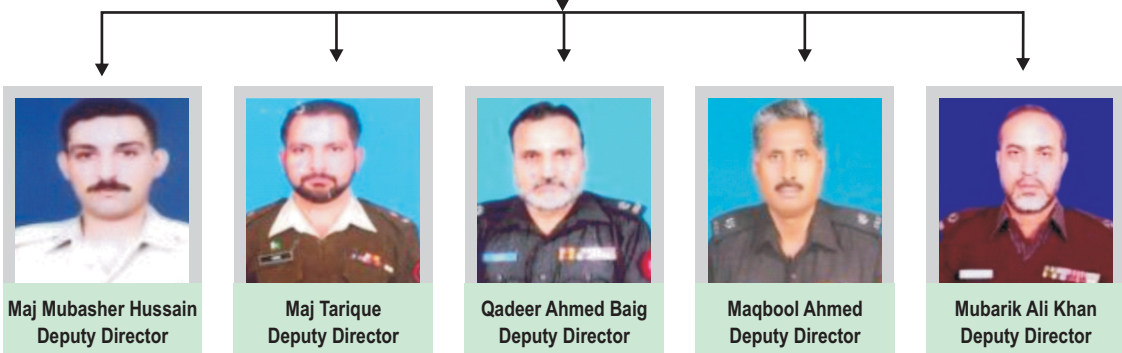 Maj Mubasher Hussain
Deputy Director
Maj Tarique
Deputy Director
Qadeer Ahmed Baig
Deputy Director
Maqbool Ahmed
Deputy Director
Mubarik Ali Khan
Deputy Director